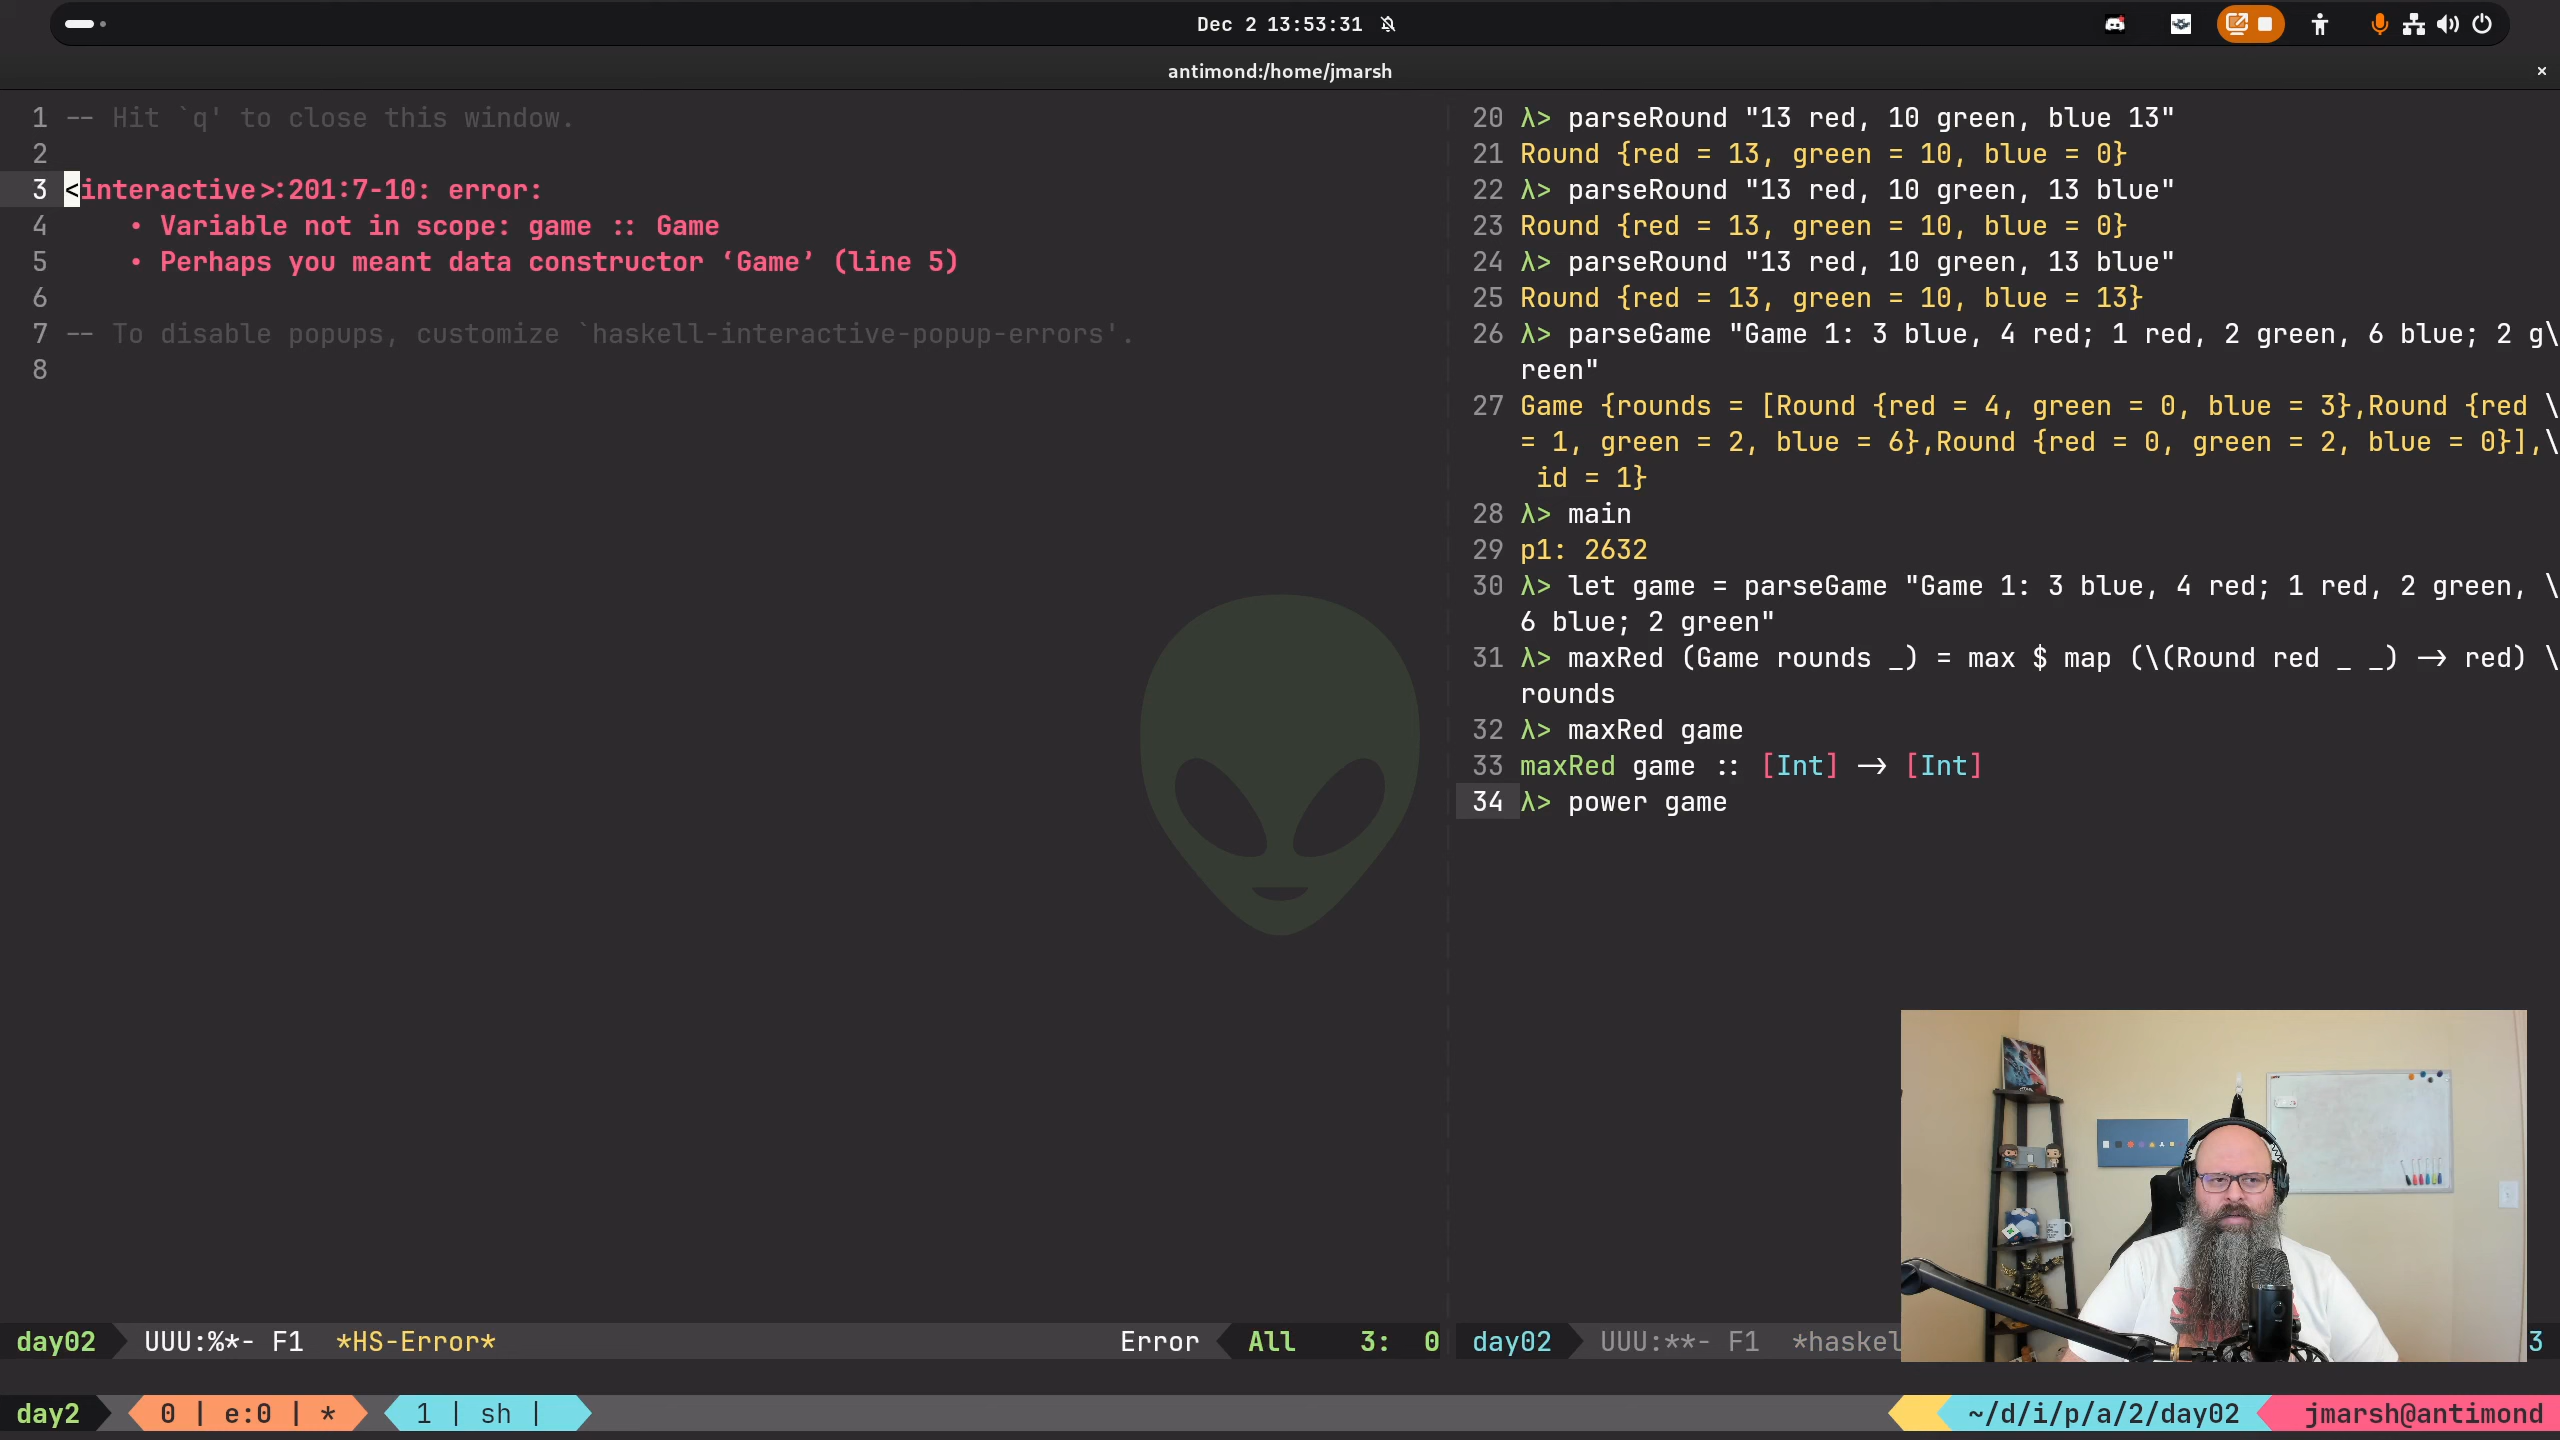 Dec 2 13:53:31
antimond:/home/jmarsh
×
1 -- Hit `q' to close this window.
2
3 <interactive>:201:7-10: error:
4 • Variable not in scope: game :: Game
5 • Perhaps you meant data constructor ‘Game’ (line 5)
6
7 -- To disable popups, customize `haskell-interactive-popup-errors'.
8
20 λ> parseRound "13 red, 10 green, blue 13"
21 Round {red = 13, green = 10, blue = 0}
22 λ> parseRound "13 red, 10 green, 13 blue"
23 Round {red = 13, green = 10, blue = 0}
24 λ> parseRound "13 red, 10 green, 13 blue"
25 Round {red = 13, green = 10, blue = 13}
26 λ> parseGame "Game 1: 3 blue, 4 red; 1 red, 2 green, 6 blue; 2 g\
reen"
27 Game {rounds = [Round {red = 4, green = 0, blue = 3},Round {red \
= 1, green = 2, blue = 6},Round {red = 0, green = 2, blue = 0}],\
id = 1}
28 λ> main
29 p1: 2632
30 λ> let game = parseGame "Game 1: 3 blue, 4 red; 1 red, 2 green, \
6 blue; 2 green"
31 λ> maxRed (Game rounds _) = max $ map (\(Round red _ _) -> red) \
rounds
32 λ> maxRed game
33 maxRed game :: [Int] -> [Int]
34 λ> power game
day02 UUU:%*- F1 *HS-Error* Error All 3: 0
day02 UUU:**- F1 *haskel
3
day2 0 | e:0 | * 1 | sh |
~/d/i/p/a/2/day02 jmarsh@antimond